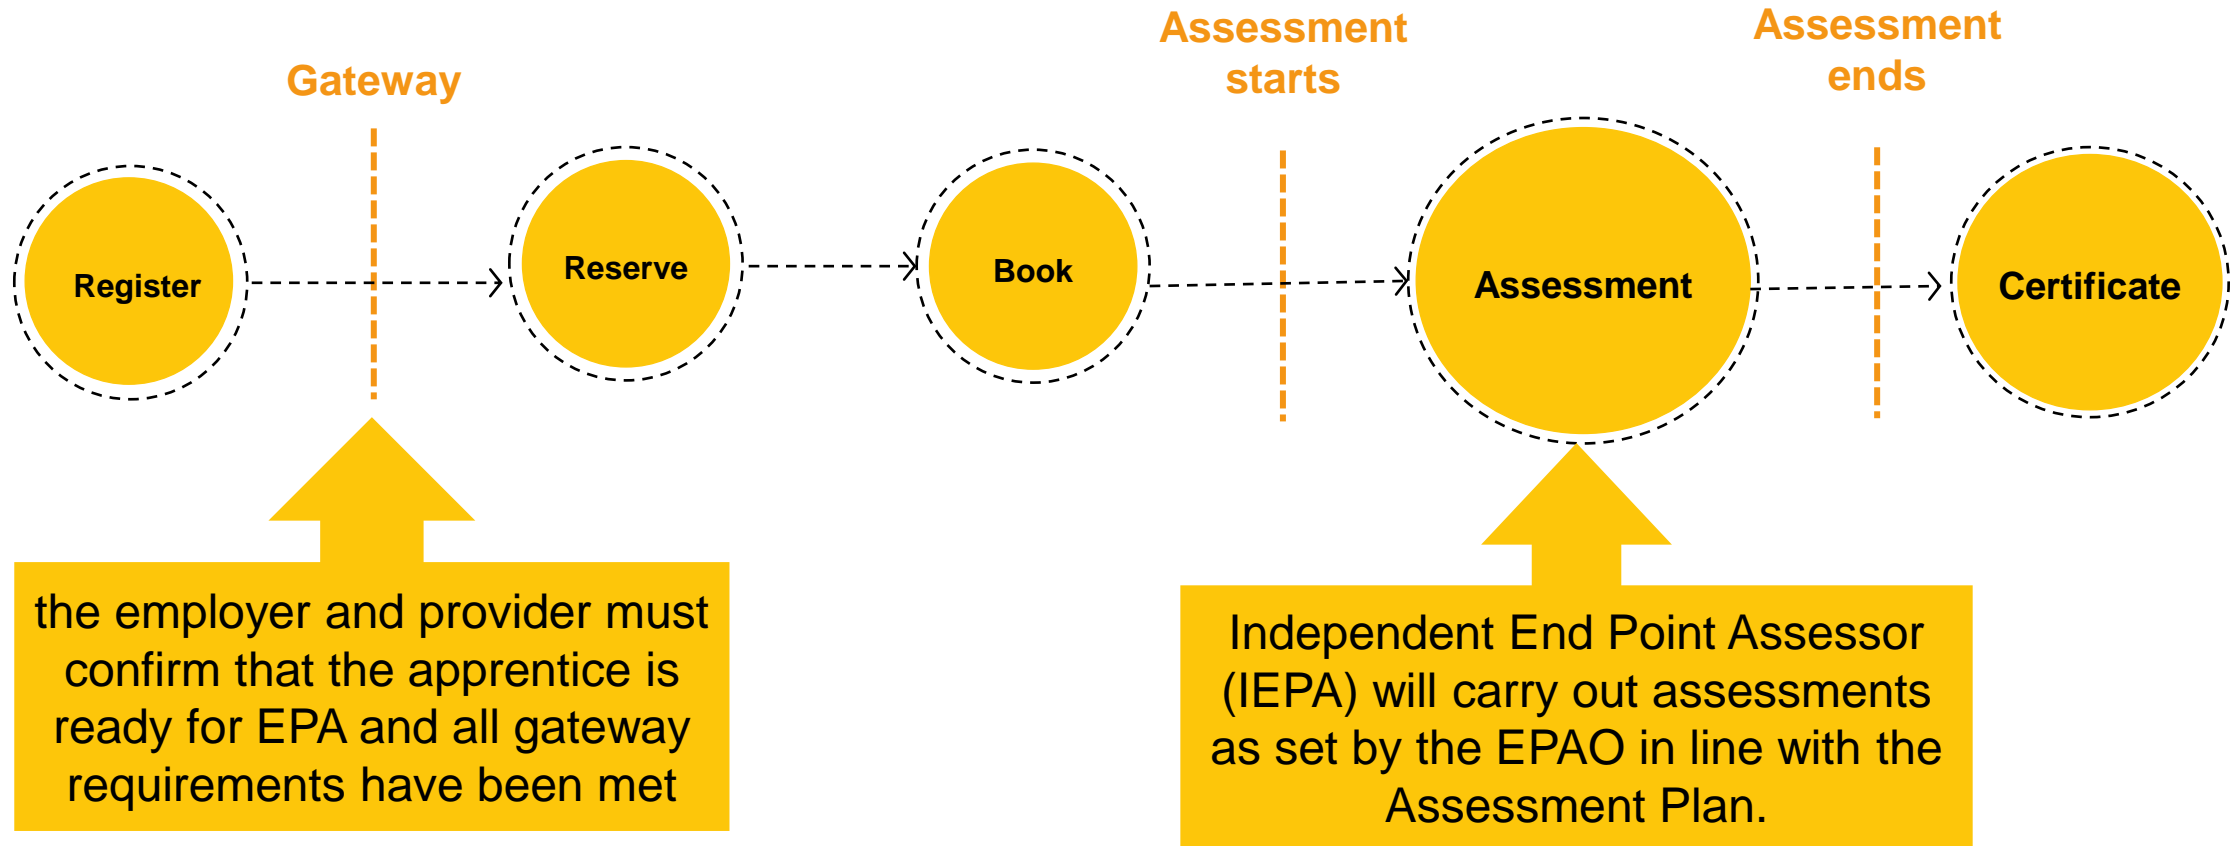 Gateway
Assessment
starts
Assessment
ends
Register
Reserve
Book
Assessment
Certificate
the employer and provider must
confirm that the apprentice is
ready for EPA and all gateway
requirements have been met
Independent End Point Assessor
(IEPA) will carry out assessments
as set by the EPAO in line with the
Assessment Plan.